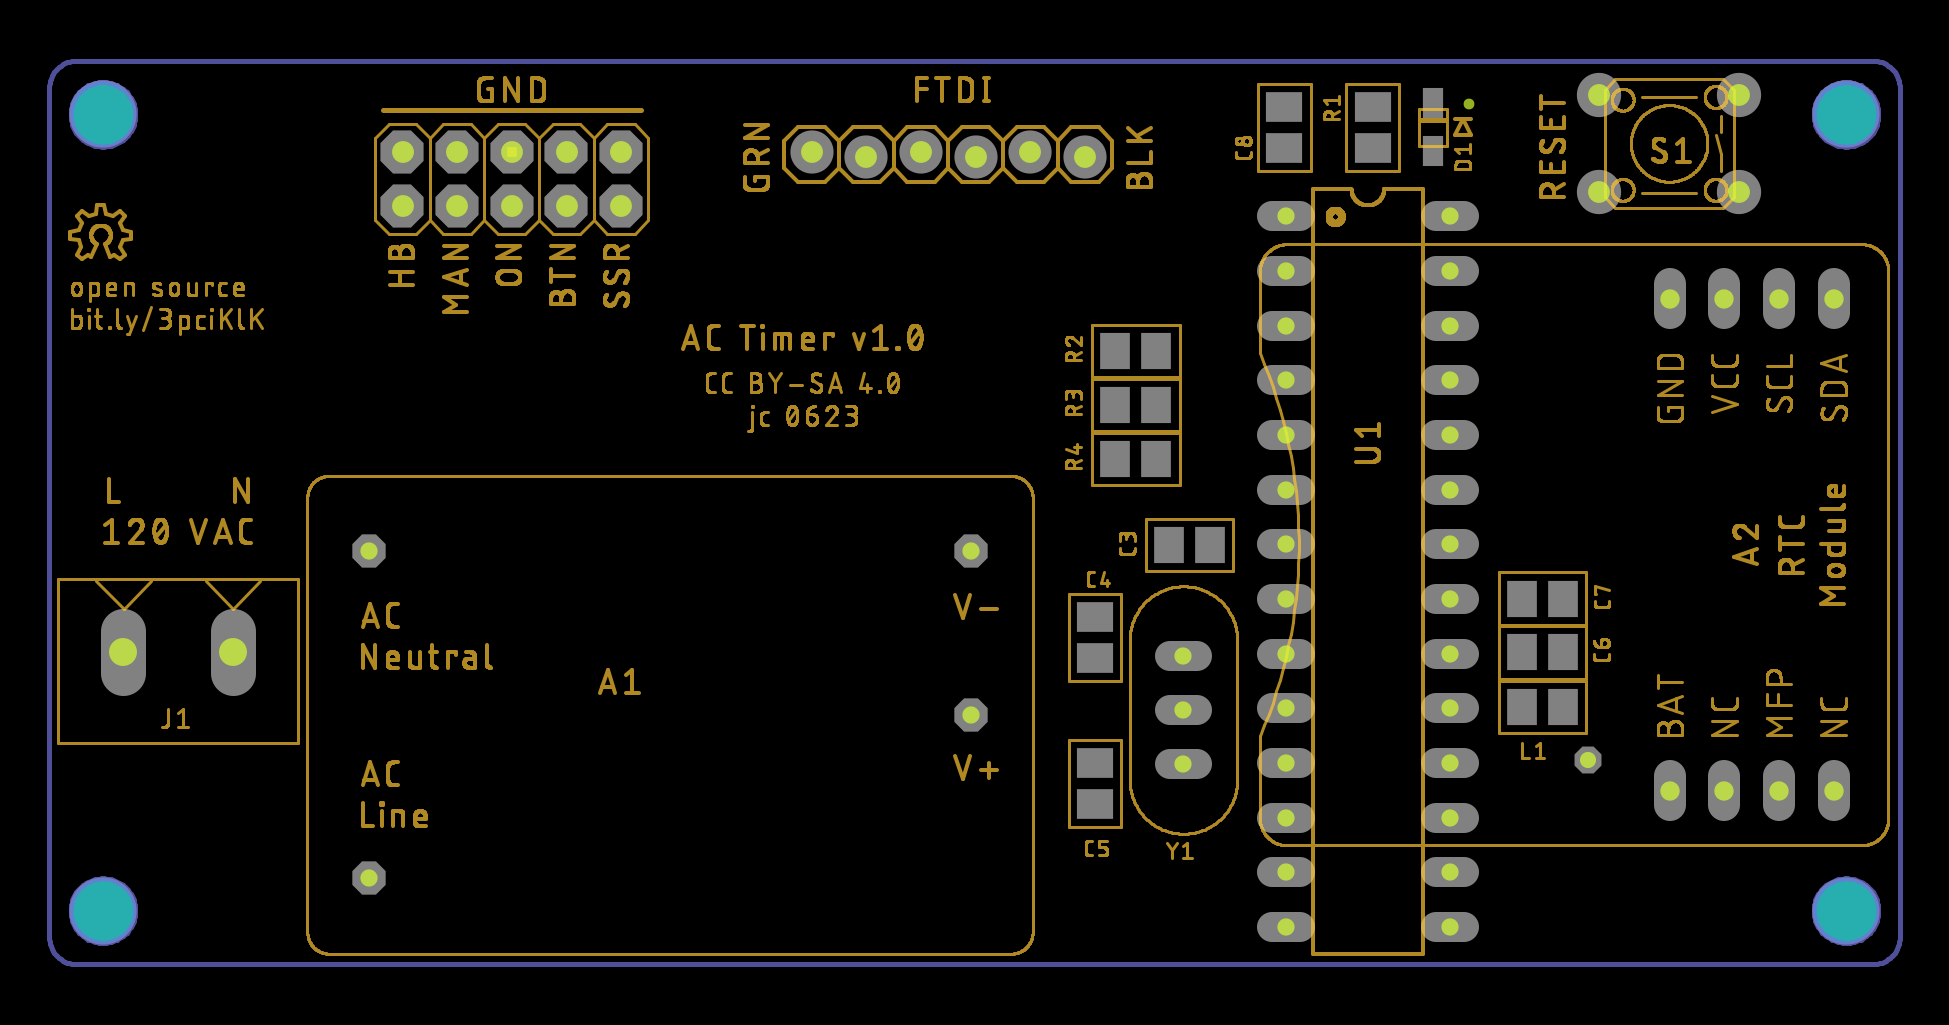 GND
FTDI
GRN
BLK
C8
R1
D1
RESET
S1
HB
MAN
ON
BTN
SSR
open source
bit.ly/3pciKlK
AC Timer v1.0
CC BY-SA 4.0
jc 0623
R2
R3
R4
U1
GND
VCC
SCL
SDA
L
N
120 VAC
J1
AC
Neutral
A1
AC
Line
V-
V+
C3
C4
C5
Y1
C7
C6
L1
A2
RTC
Module
BAT
NC
MFP
NC